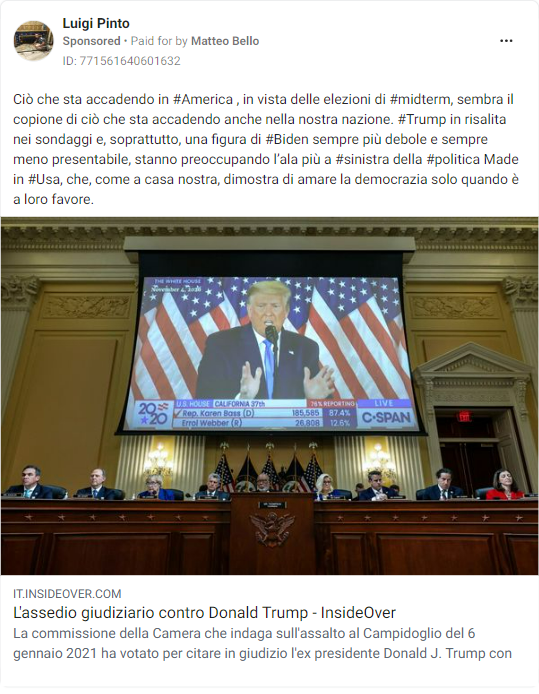 Luigi Pinto
Sponsored • Paid for by Matteo Bello
ID: 771561640601632
Ciò che sta accadendo in #America , in vista delle elezioni di #midterm, sembra il
copione di ciò che sta accadendo anche nella nostra nazione. #Trump in risalita
nei sondaggi e, soprattutto, una figura di #Biden sempre più debole e sempre
meno presentabile, stanno preoccupando l'ala più a #sinistra della #politica Made
in #Usa, che, come a casa nostra, dimostra di amare la democrazia solo quando è
a loro favore.
THE WHITE HOUSE
November 4, 2020
U.S. HOUSE CALIFORNIA 37th 76% REPORTING LIVE
2020 Rep. Karen Bass (D) 185,585 87.4% C-SPAN
Errol Webber (R) 26,808 12.6%
EXIT
IT.INSIDEOVER.COM
L'assedio giudiziario contro Donald Trump - InsideOver
La commissione della Camera che indaga sull'assalto al Campidoglio del 6
gennaio 2021 ha votato per citare in giudizio l'ex presidente Donald J. Trump con